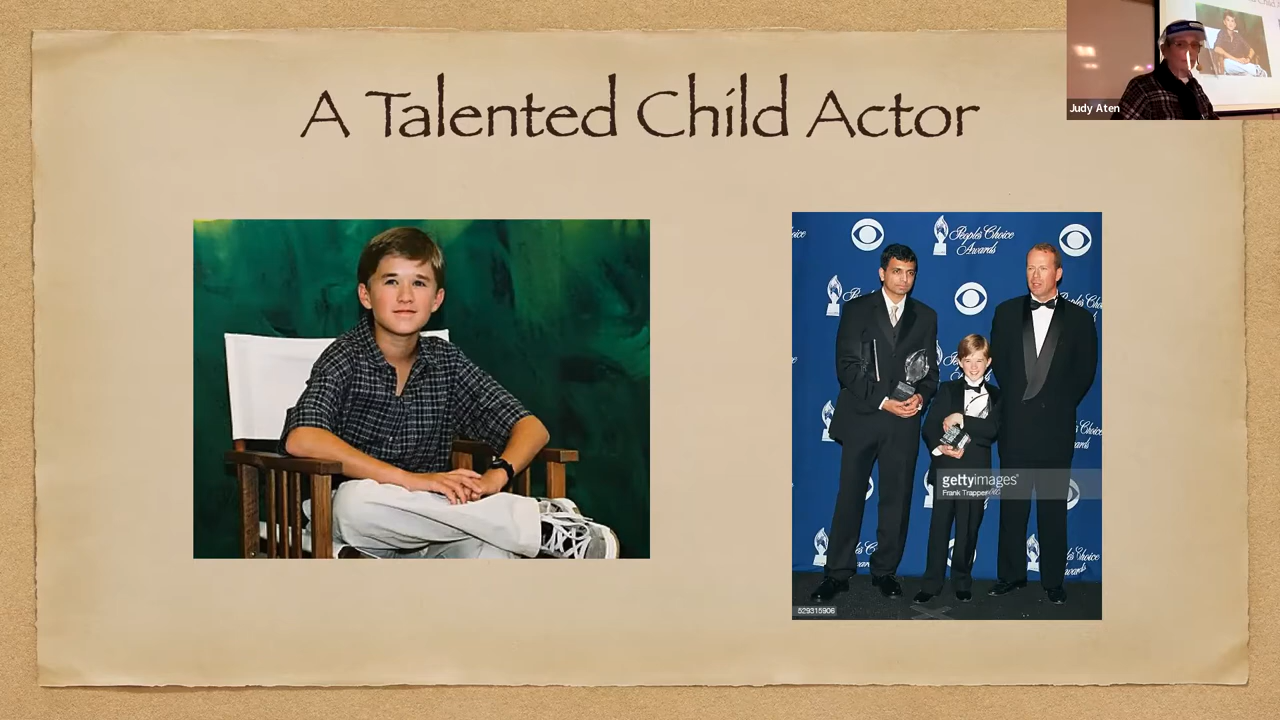 A Talented Child Actor
Judy Aten
People's Choice
Awards
gettyimages®
Frank Trapper
529315906